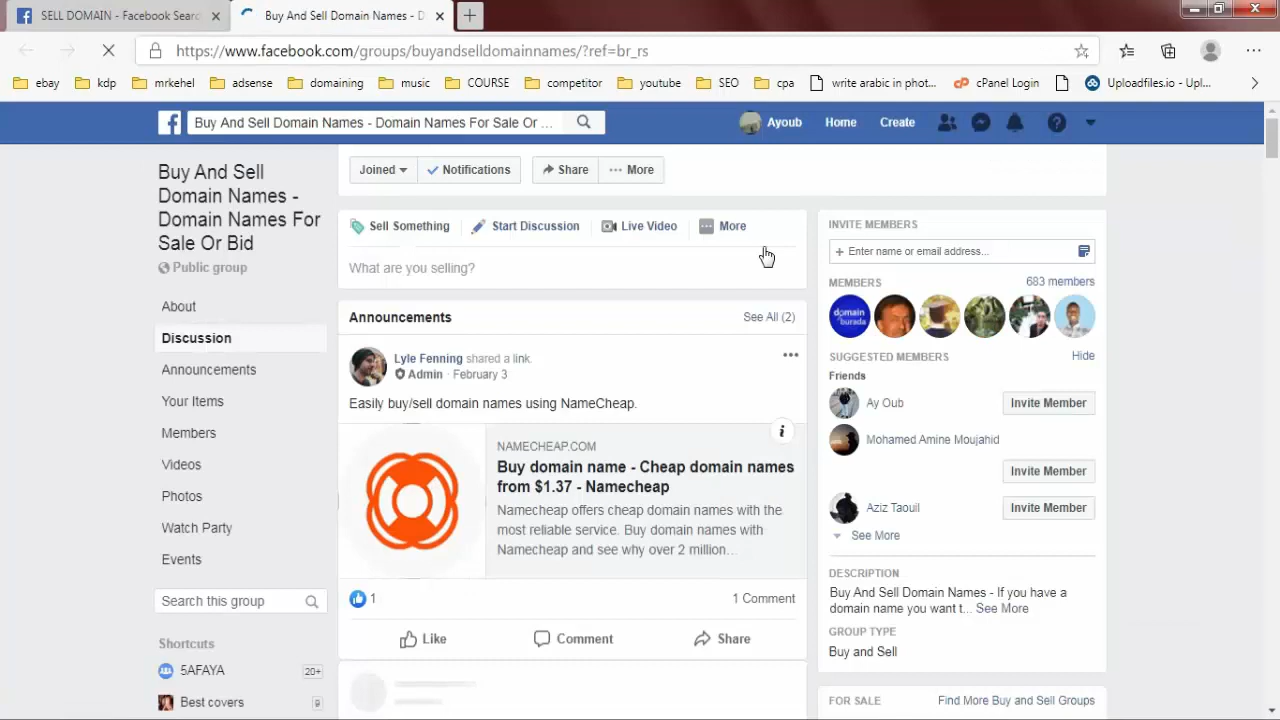 SELL DOMAIN - Facebook Searc
Buy And Sell Domain Names - D
https://www.facebook.com/groups/buyandselldomainnames/?ref=br_rs
ebay kdp mrkehel adsense domaining music COURSE competitor youtube SEO cpa write arabic in phot... cPanel Login Uploadfiles.io - Upl...
Buy And Sell Domain Names - Domain Names For Sale Or ...
Ayoub Home Create
Buy And Sell
Domain Names -
Domain Names For
Sale Or Bid
Public group
About
Discussion
Announcements
Your Items
Members
Videos
Photos
Watch Party
Events
Search this group
Shortcuts
5AFAYA 20+
Best covers 9
Joined Notifications Share More
Sell Something Start Discussion Live Video More
What are you selling?
Announcements See All (2)
Lyle Fenning shared a link.
Admin · February 3
Easily buy/sell domain names using NameCheap.
NAMECHEAP.COM
Buy domain name - Cheap domain names
from $1.37 - Namecheap
Namecheap offers cheap domain names with the
most reliable service. Buy domain names with
Namecheap and see why over 2 million...
1 1 Comment
Like Comment Share
INVITE MEMBERS
+ Enter name or email address...
MEMBERS 683 members
domain
burada
SUGGESTED MEMBERS Hide
Friends
Ay Oub Invite Member
Mohamed Amine Moujahid
Invite Member
Aziz Taouil Invite Member
See More
DESCRIPTION
Buy And Sell Domain Names - If you have a
domain name you want t... See More
GROUP TYPE
Buy and Sell
FOR SALE Find More Buy and Sell Groups